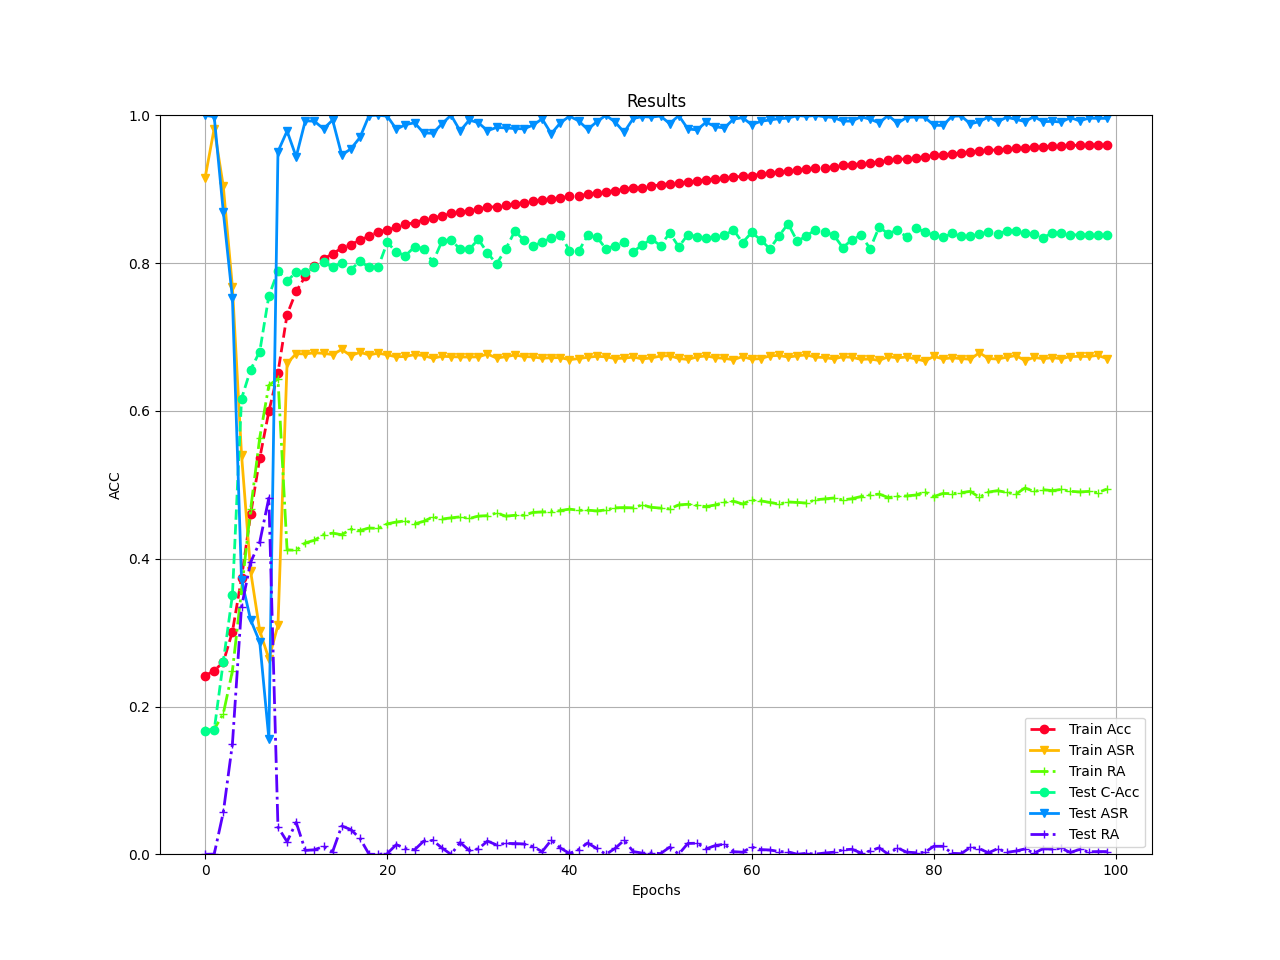 Results
1.0
0.8
0.6
0.4
0.2
0.0
ACC
0
20
40
60
80
100
Epochs
Train Acc
Train ASR
Train RA
Test C-Acc
Test ASR
Test RA